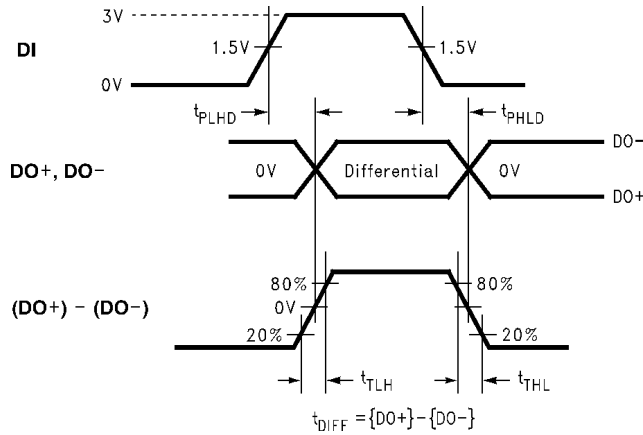 3V
DI
1.5V
1.5V
0V
tPLHD
tPHLD
DO−
DO+, DO−
0V
Differential
0V
DO+
80%
80%
(DO+) − (DO−)
0V
0V
20%
20%
tTLH
tTHL
tDIFF = {DO+}−{DO−}